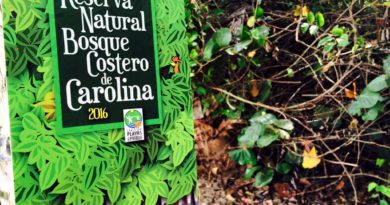 Reserva
Natural
Bosque
Costero
de
Carolina
2016